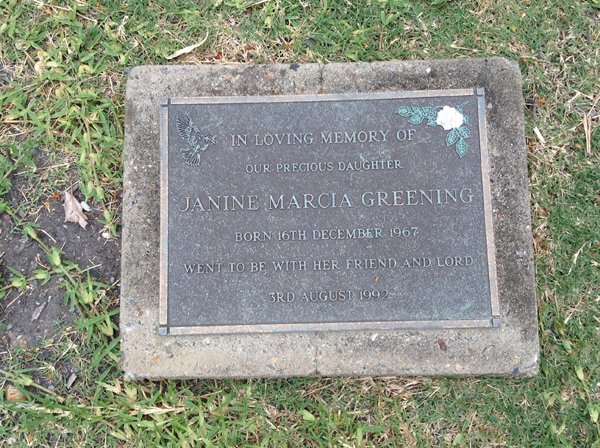 IN LOVING MEMORY OF
OUR PRECIOUS DAUGHTER
JANINE MARCIA GREENING
BORN 16TH DECEMBER 1967
WENT TO BE WITH HER FRIEND AND LORD
3RD AUGUST 1992